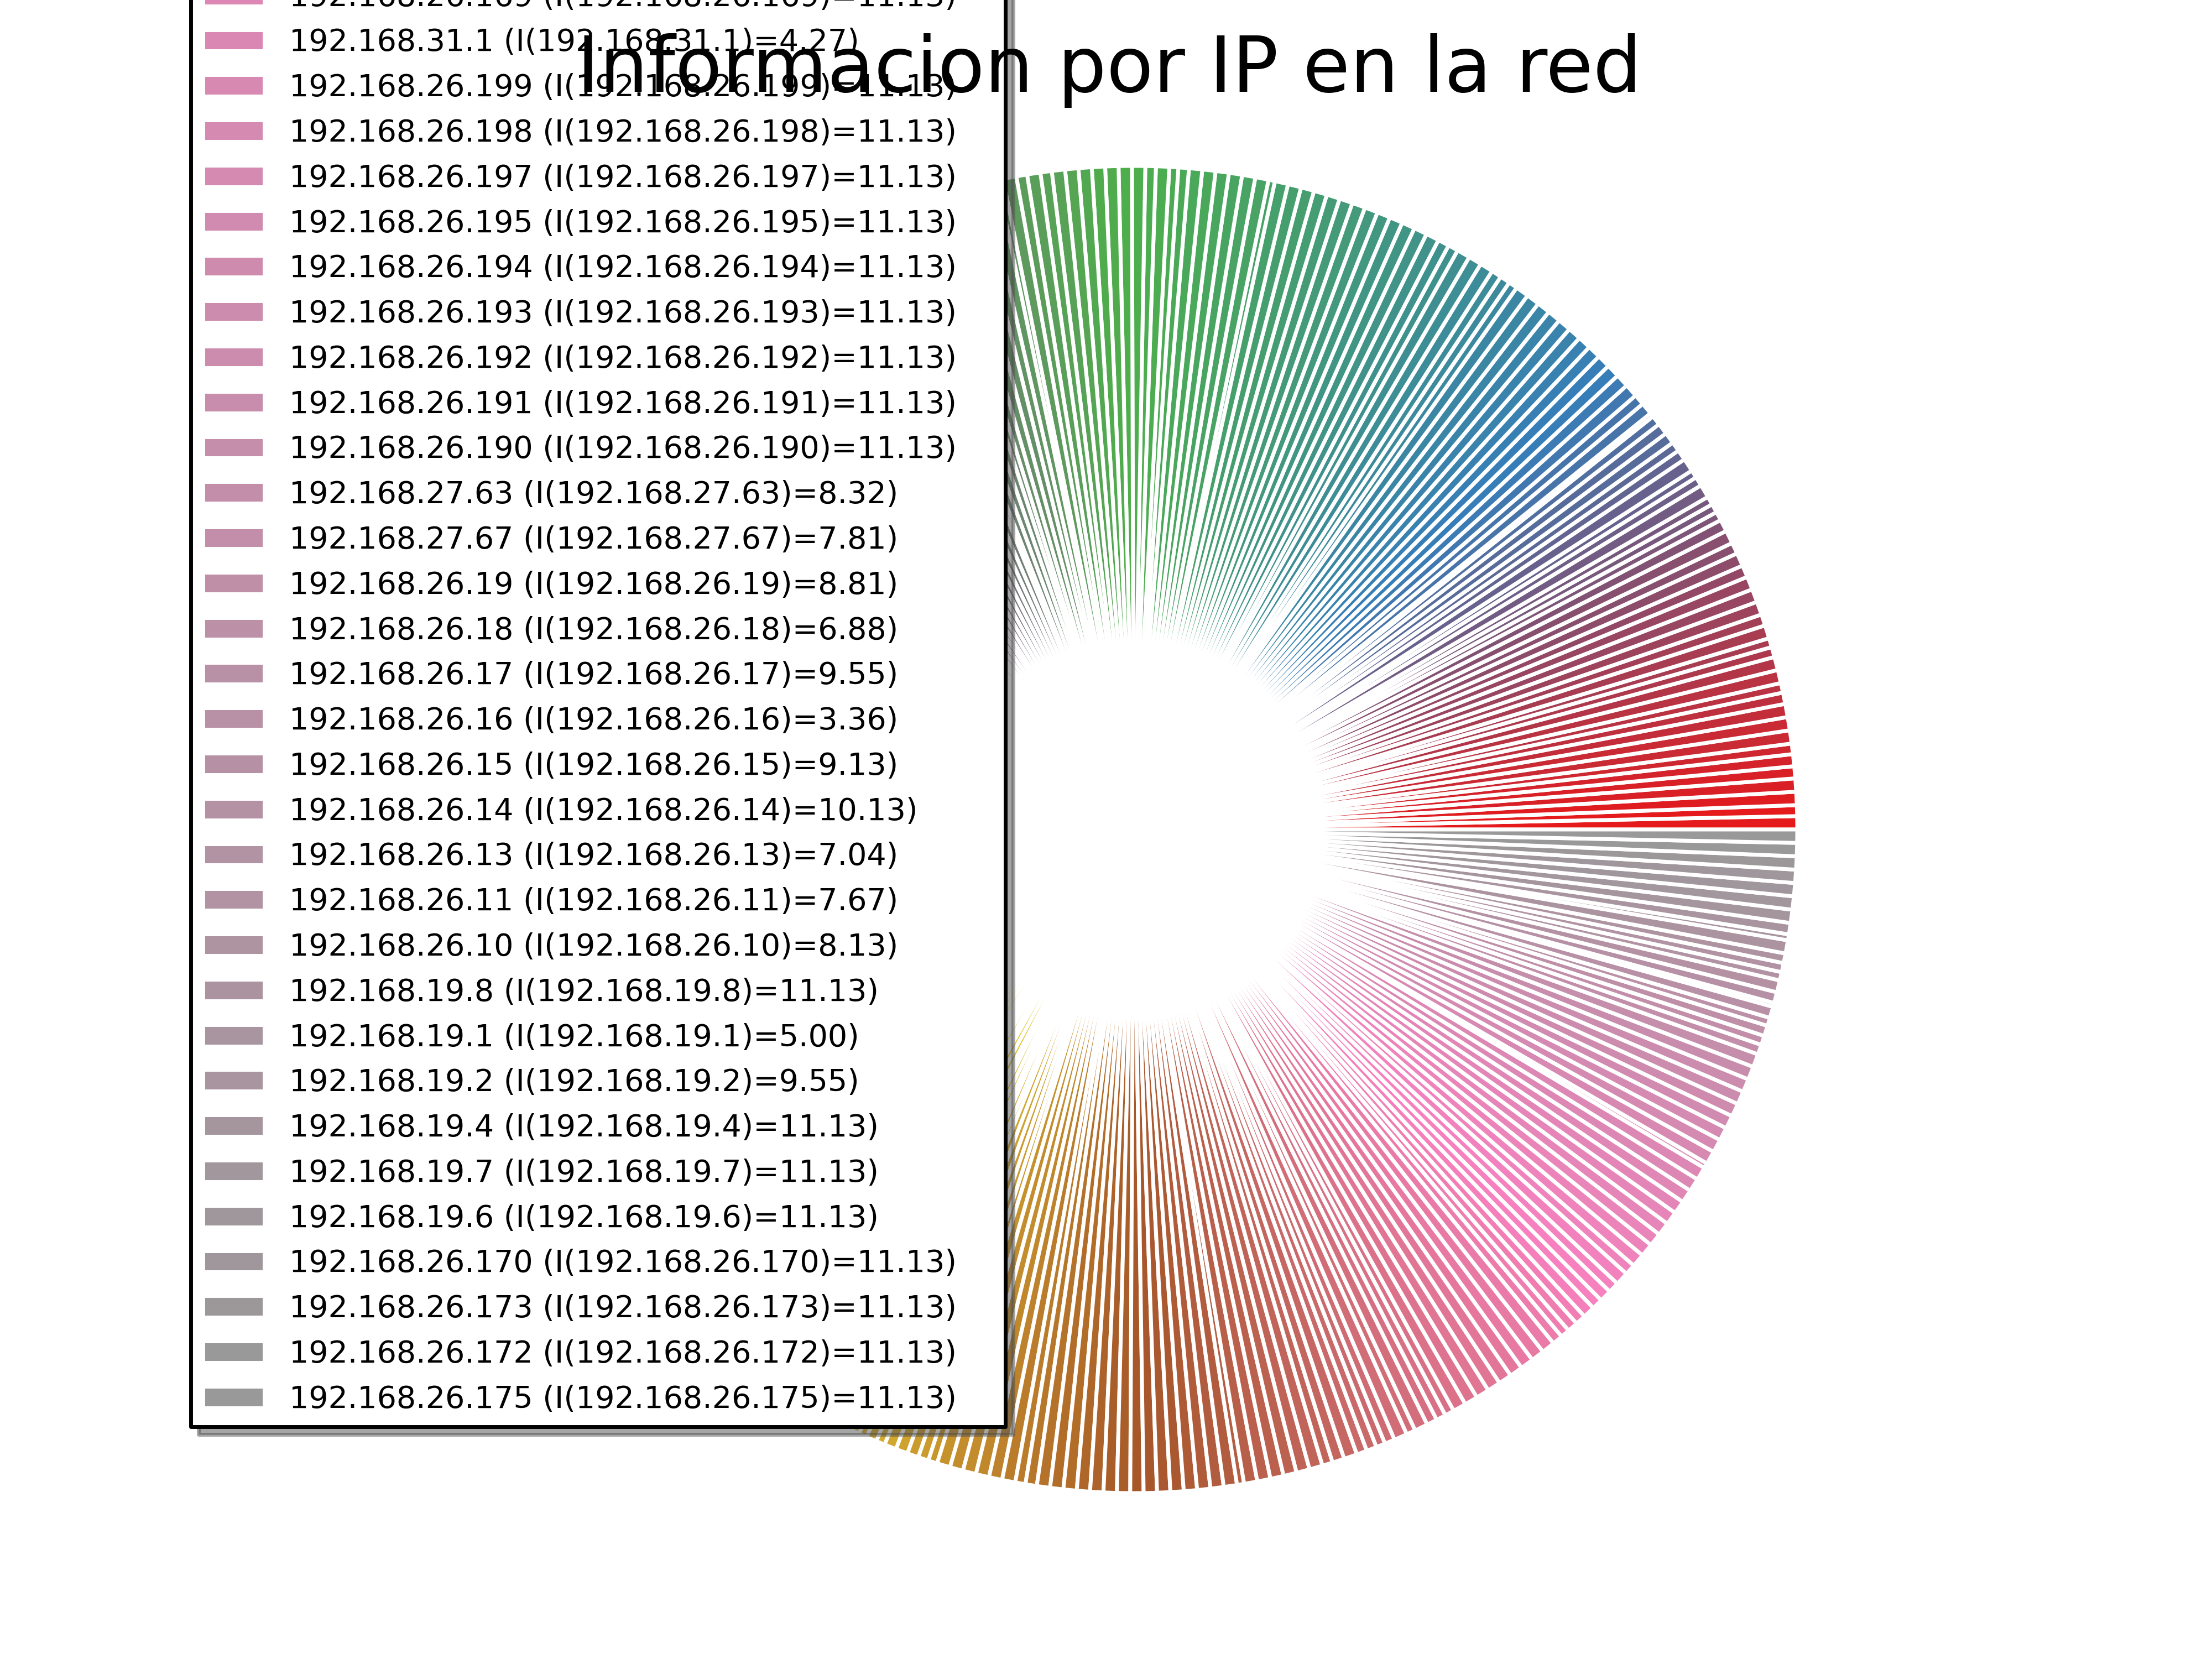 Informacion por IP en la red
192.168.26.169 (I(192.168.26.169)=11.13)
192.168.31.1 (I(192.168.31.1)=4.27)
192.168.26.199 (I(192.168.26.199)=11.13)
192.168.26.198 (I(192.168.26.198)=11.13)
192.168.26.197 (I(192.168.26.197)=11.13)
192.168.26.195 (I(192.168.26.195)=11.13)
192.168.26.194 (I(192.168.26.194)=11.13)
192.168.26.193 (I(192.168.26.193)=11.13)
192.168.26.192 (I(192.168.26.192)=11.13)
192.168.26.191 (I(192.168.26.191)=11.13)
192.168.26.190 (I(192.168.26.190)=11.13)
192.168.27.63 (I(192.168.27.63)=8.32)
192.168.27.67 (I(192.168.27.67)=7.81)
192.168.26.19 (I(192.168.26.19)=8.81)
192.168.26.18 (I(192.168.26.18)=6.88)
192.168.26.17 (I(192.168.26.17)=9.55)
192.168.26.16 (I(192.168.26.16)=3.36)
192.168.26.15 (I(192.168.26.15)=9.13)
192.168.26.14 (I(192.168.26.14)=10.13)
192.168.26.13 (I(192.168.26.13)=7.04)
192.168.26.11 (I(192.168.26.11)=7.67)
192.168.26.10 (I(192.168.26.10)=8.13)
192.168.19.8 (I(192.168.19.8)=11.13)
192.168.19.1 (I(192.168.19.1)=5.00)
192.168.19.2 (I(192.168.19.2)=9.55)
192.168.19.4 (I(192.168.19.4)=11.13)
192.168.19.7 (I(192.168.19.7)=11.13)
192.168.19.6 (I(192.168.19.6)=11.13)
192.168.26.170 (I(192.168.26.170)=11.13)
192.168.26.173 (I(192.168.26.173)=11.13)
192.168.26.172 (I(192.168.26.172)=11.13)
192.168.26.175 (I(192.168.26.175)=11.13)